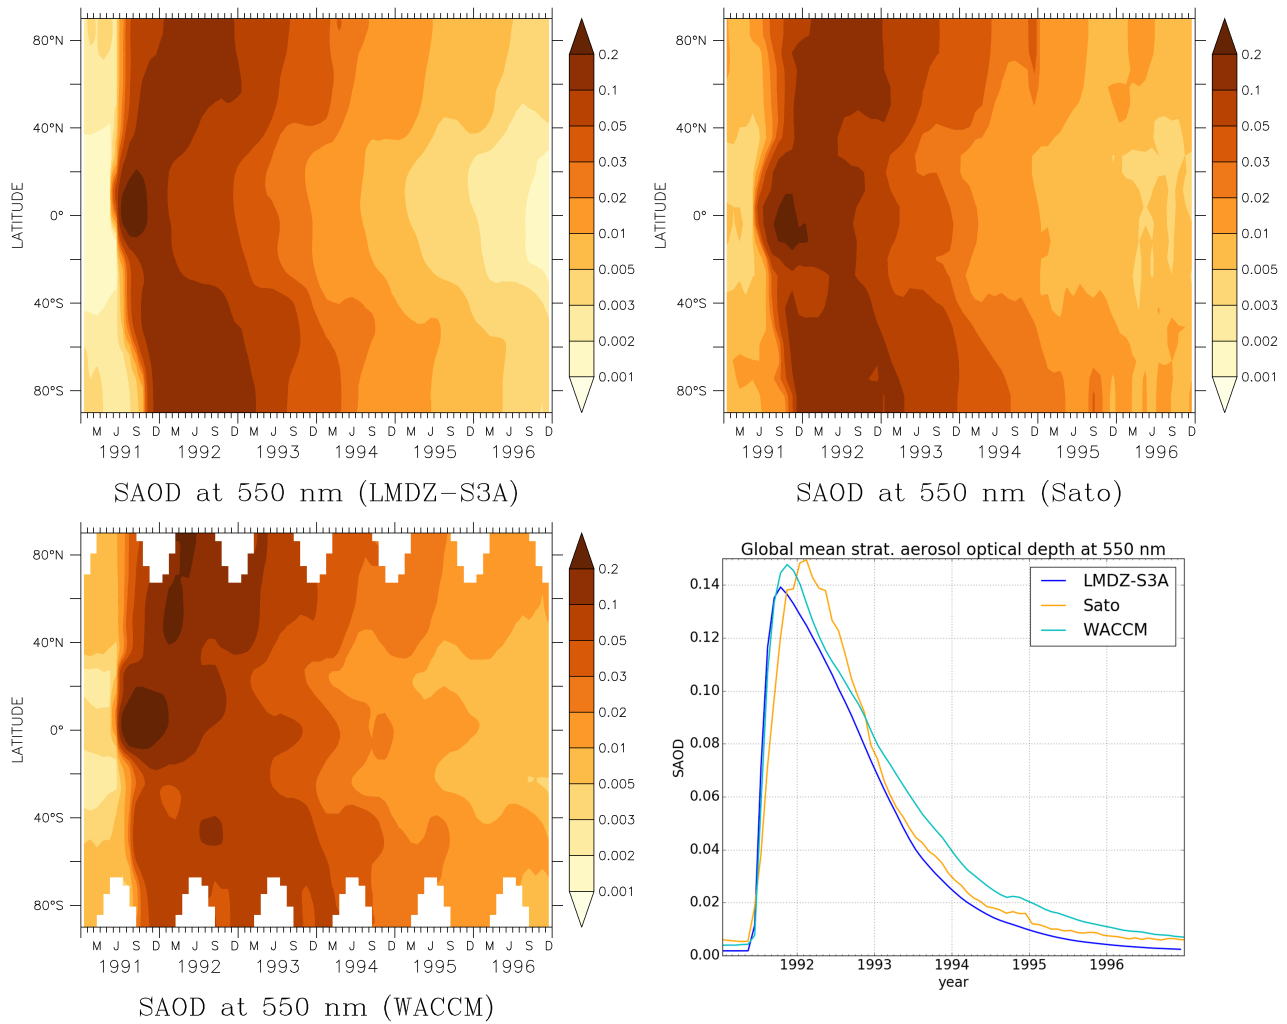 80°N
40°N
0°
40°S
80°S
LATITUDE
M J S D M J S D M J S D M J S D M J S D M J S D
1991 1992 1993 1994 1995 1996
0.2
0.1
0.05
0.03
0.02
0.01
0.005
0.003
0.002
0.001
SAOD at 550 nm (LMDZ-S3A)
80°N
40°N
0°
40°S
80°S
LATITUDE
M J S D M J S D M J S D M J S D M J S D M J S D
1991 1992 1993 1994 1995 1996
0.2
0.1
0.05
0.03
0.02
0.01
0.005
0.003
0.002
0.001
SAOD at 550 nm (Sato)
80°N
40°N
0°
40°S
80°S
LATITUDE
M J S D M J S D M J S D M J S D M J S D M J S D
1991 1992 1993 1994 1995 1996
0.2
0.1
0.05
0.03
0.02
0.01
0.005
0.003
0.002
0.001
SAOD at 550 nm (WACCM)
Global mean strat. aerosol optical depth at 550 nm
LMDZ-S3A
Sato
WACCM
0.14
0.12
0.10
0.08
0.06
0.04
0.02
0.00
SAOD
1992 1993 1994 1995 1996
year